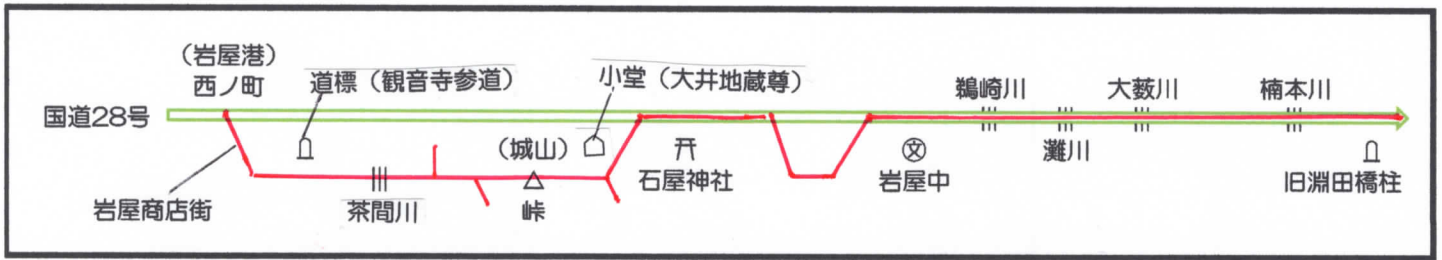 (岩屋港)
西ノ町
道標(観音寺参道)
小堂(大井地蔵尊)
鵜崎川
大薮川
楠本川
国道28号
(城山)
文
石屋神社
岩屋中
灘川
旧淵田橋柱
岩屋商店街
茶間川
峠